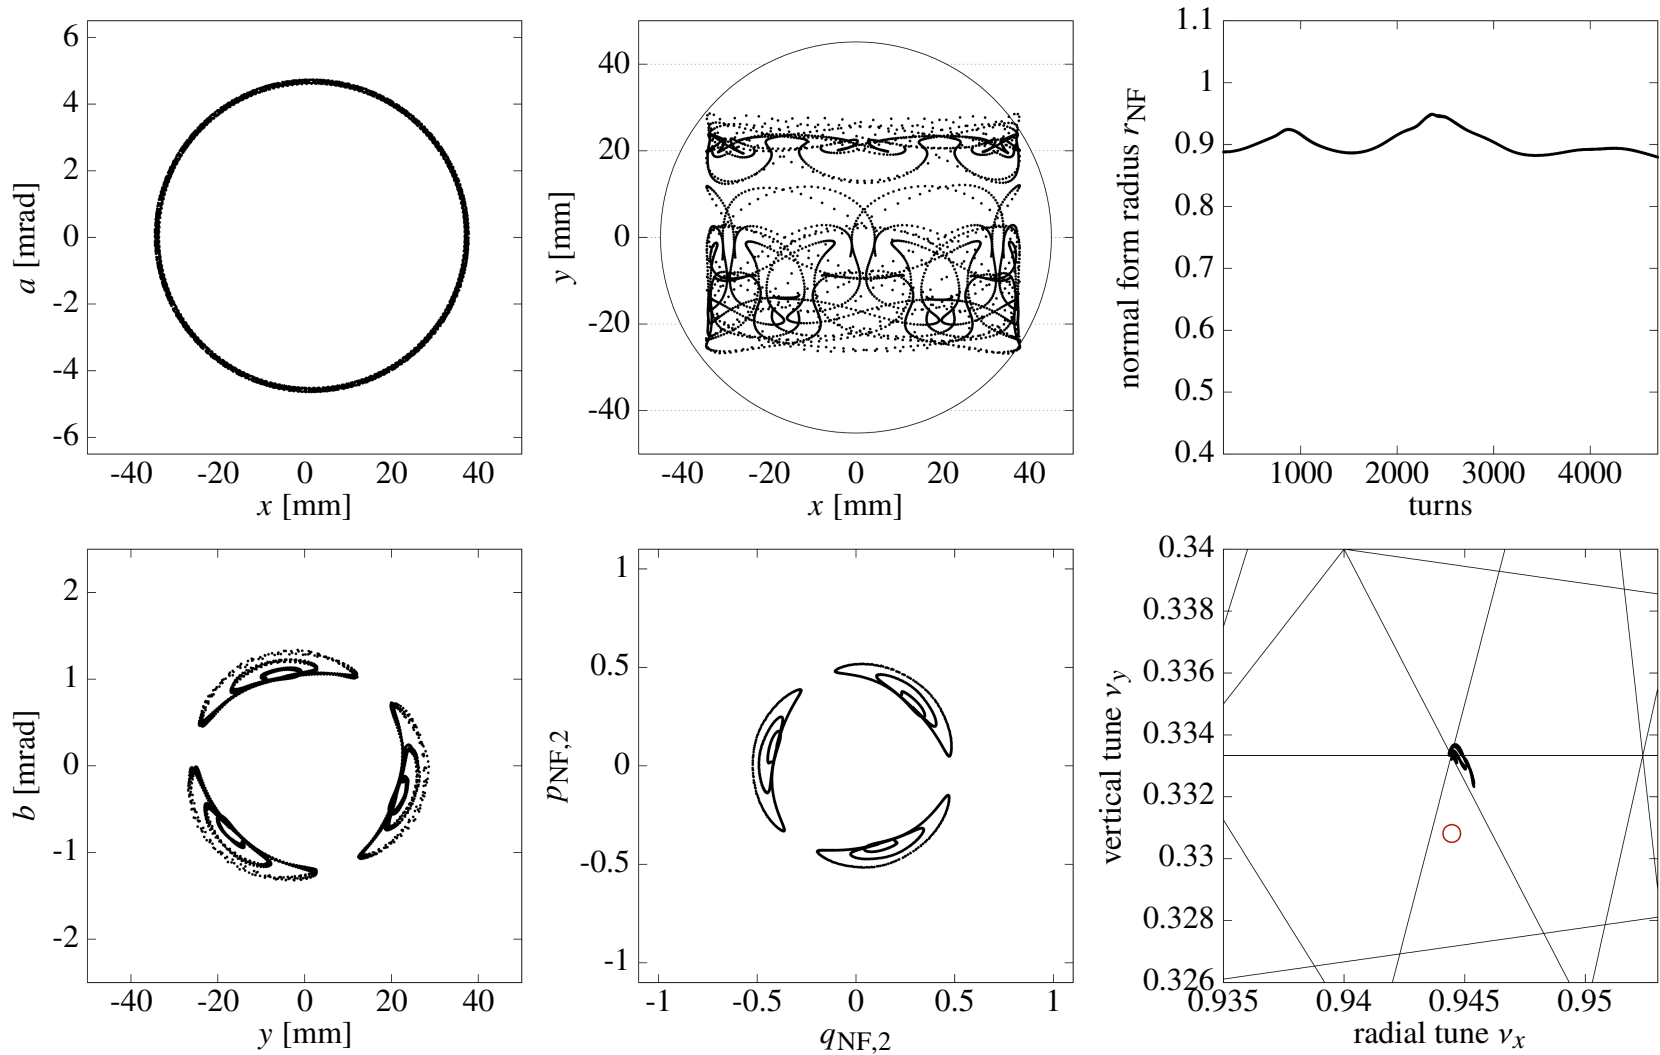 6
4
2
0
-2
-4
-6
a [mrad]
-40 -20 0 20 40
x [mm]
40
20
0
-20
-40
y [mm]
-40 -20 0 20 40
x [mm]
1.1
1
0.9
0.8
0.7
0.6
0.5
0.4
normal form radius rNF
1000 2000 3000 4000
turns
2
1
0
-1
-2
b [mrad]
-40 -20 0 20 40
y [mm]
1
0.5
0
-0.5
-1
pNF,2
-1 -0.5 0 0.5 1
qNF,2
0.34
0.338
0.336
0.334
0.332
0.33
0.328
0.326
vertical tune νy
0.935 0.94 0.945 0.95
radial tune νx